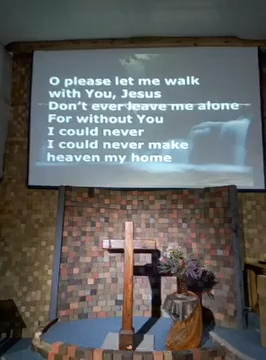 O please let me walk
with You, Jesus
Don't ever leave me alone
For without You
I could never
I could never make
heaven my home